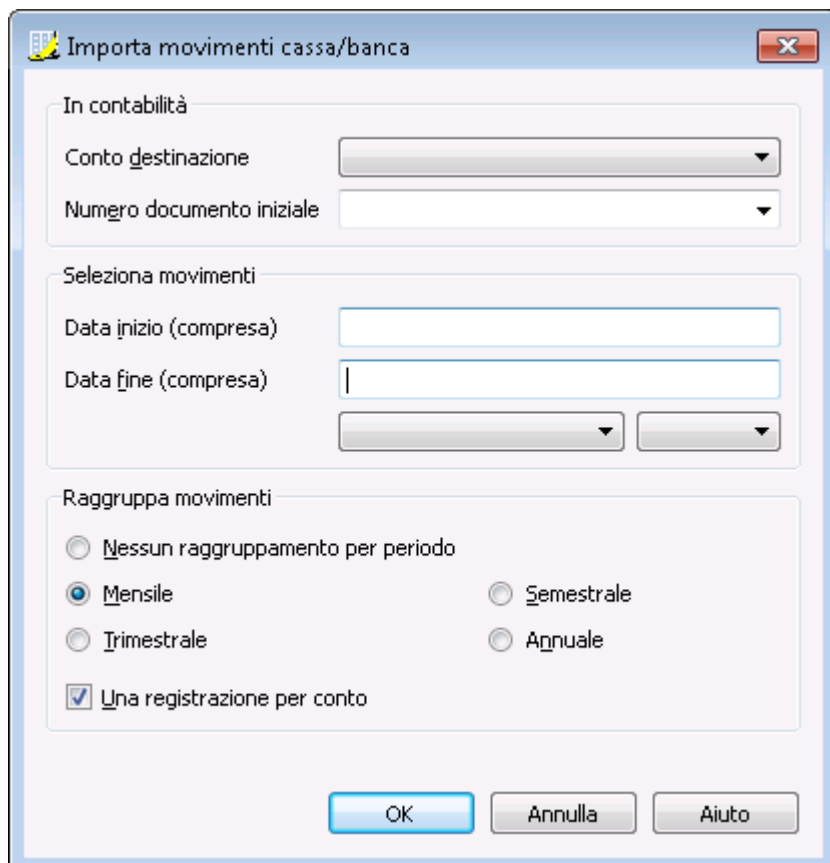 Importa movimenti cassa/banca
In contabilità
Conto destinazione
Numero documento iniziale
Seleziona movimenti
Data inizio (compresa)
Data fine (compresa)
Raggruppa movimenti
Nessun raggruppamento per periodo
Mensile Semestrale
Trimestrale Annuale
Una registrazione per conto
OK Annulla Aiuto